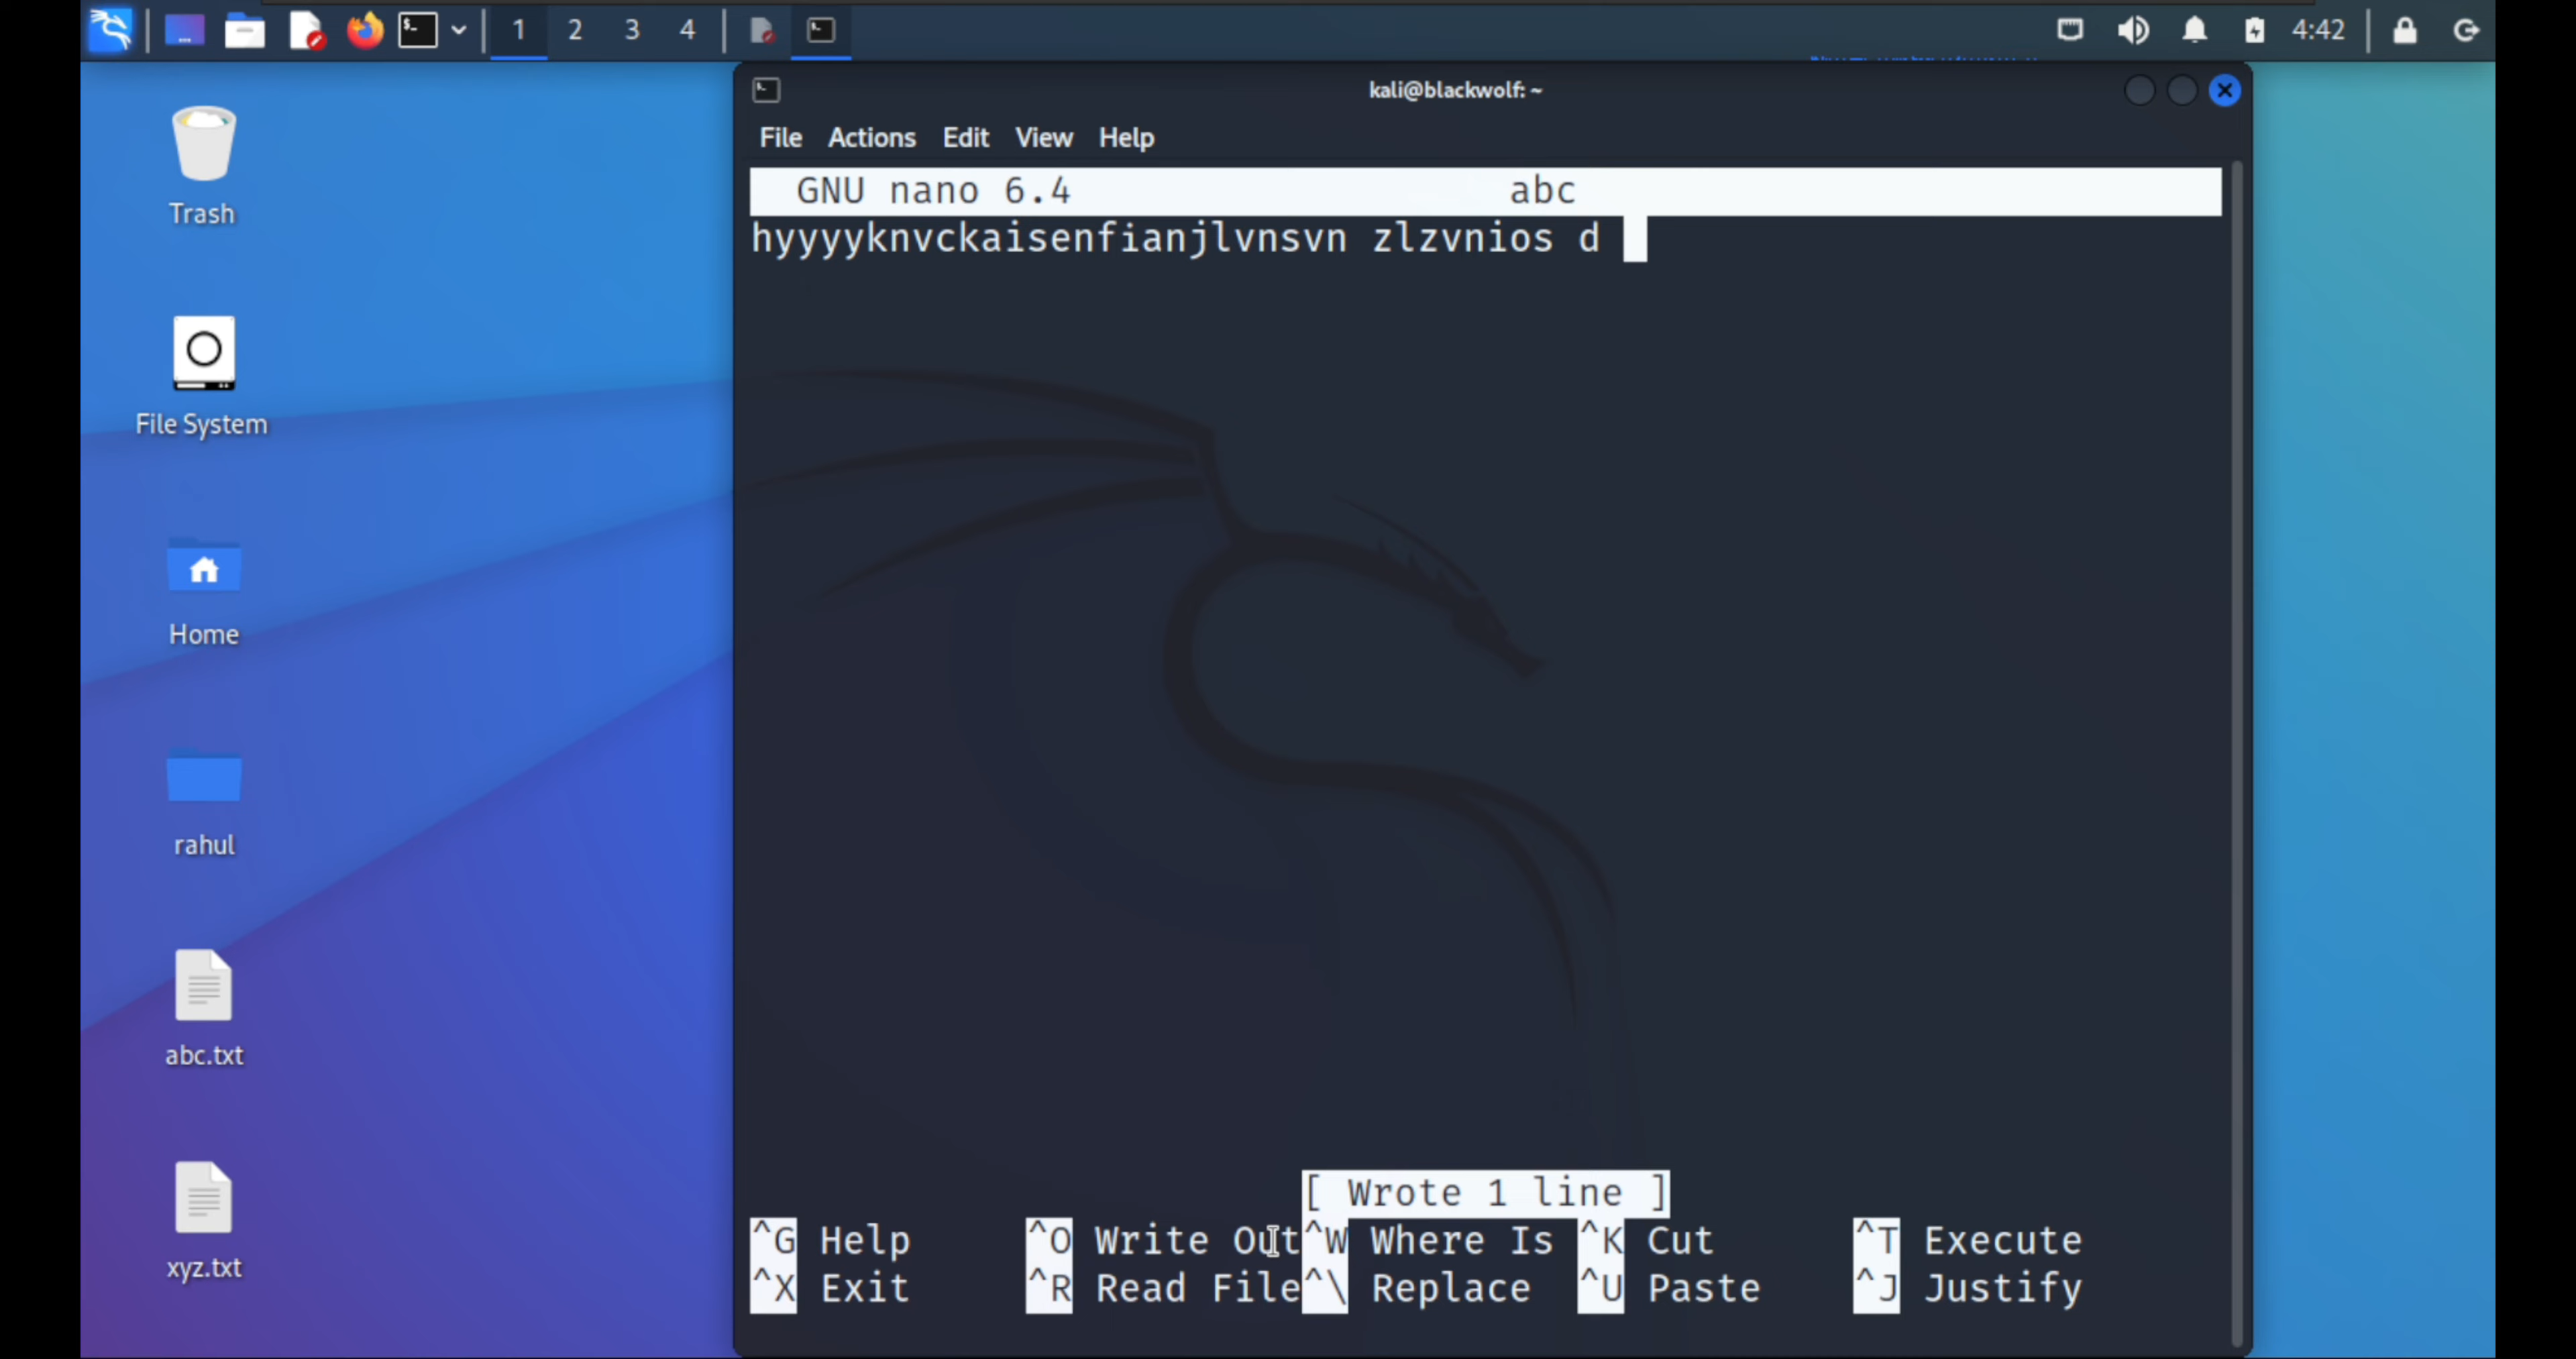 1 2 3 4
4:42
kali@blackwolf: ~
File Actions Edit View Help
GNU nano 6.4 abc
hyyyyknvckaisenfianjlvnsvn zlzvnios d
Trash
File System
Home
rahul
abc.txt
xyz.txt
[ Wrote 1 line ]
^G Help ^O Write Out ^W Where Is ^K Cut ^T Execute
^X Exit ^R Read File ^\ Replace ^U Paste ^J Justify